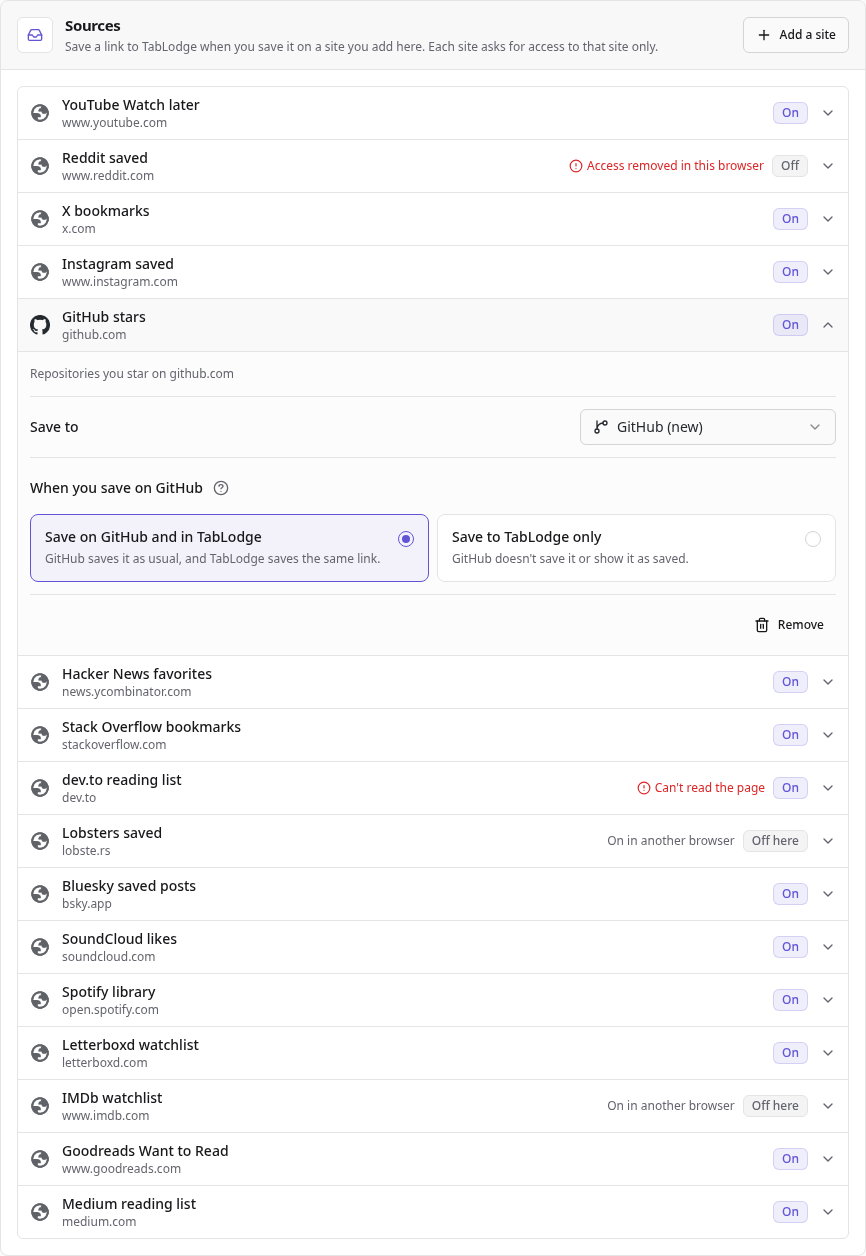 Sources
Save a link to TabLodge when you save it on a site you add here. Each site asks for access to that site only.
Add a site
YouTube Watch later
www.youtube.com
On
Reddit saved
www.reddit.com
Access removed in this browser
Off
X bookmarks
x.com
On
Instagram saved
www.instagram.com
On
GitHub stars
github.com
On
Repositories you star on github.com
Save to
GitHub (new)
When you save on GitHub
Save on GitHub and in TabLodge
GitHub saves it as usual, and TabLodge saves the same link.
Save to TabLodge only
GitHub doesn't save it or show it as saved.
Remove
Hacker News favorites
news.ycombinator.com
On
Stack Overflow bookmarks
stackoverflow.com
On
dev.to reading list
dev.to
Can't read the page
On
Lobsters saved
lobste.rs
On in another browser
Off here
Bluesky saved posts
bsky.app
On
SoundCloud likes
soundcloud.com
On
Spotify library
open.spotify.com
On
Letterboxd watchlist
letterboxd.com
On
IMDb watchlist
www.imdb.com
On in another browser
Off here
Goodreads Want to Read
www.goodreads.com
On
Medium reading list
medium.com
On